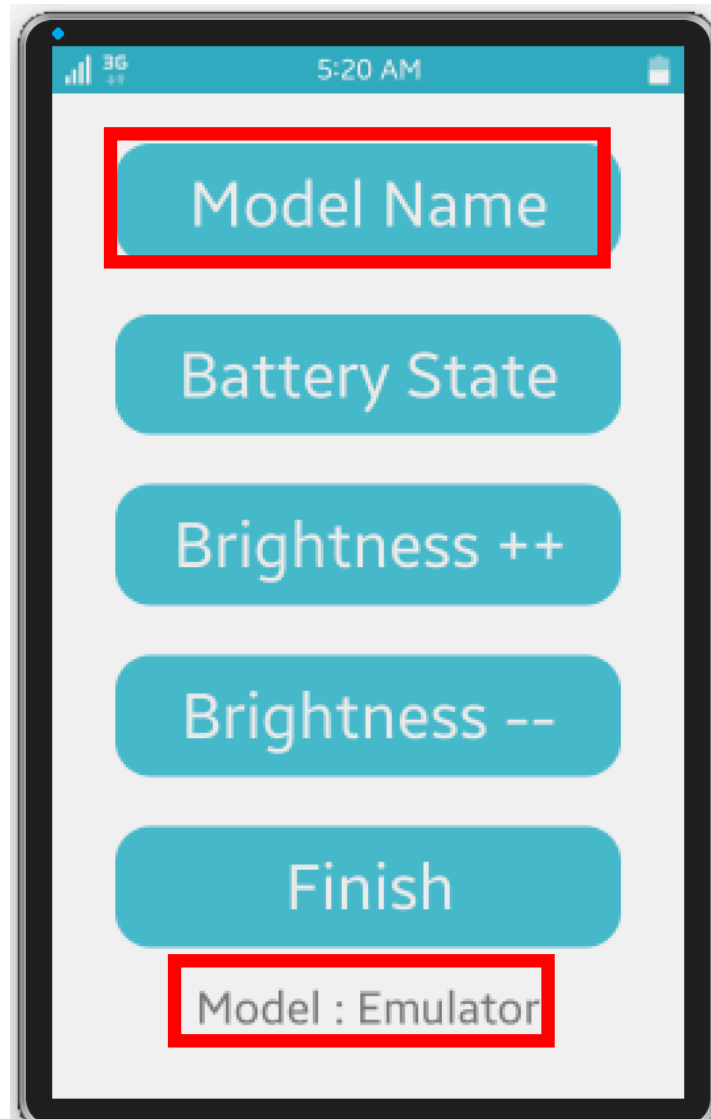 3G 5:20 AM
Model Name
Battery State
Brightness ++
Brightness --
Finish
Model : Emulator